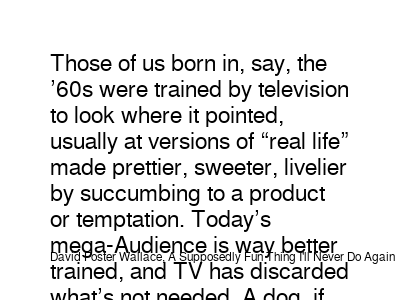 Those of us born in, say, the
’60s were trained by television
to look where it pointed,
usually at versions of “real life”
made prettier, sweeter, livelier
by succumbing to a product
or temptation. Today’s
mega-Audience is way better
David Foster Wallace, A Supposedly Fun Thing I'll Never Do Again
trained, and TV has discarded
what’s not needed. A dog, if